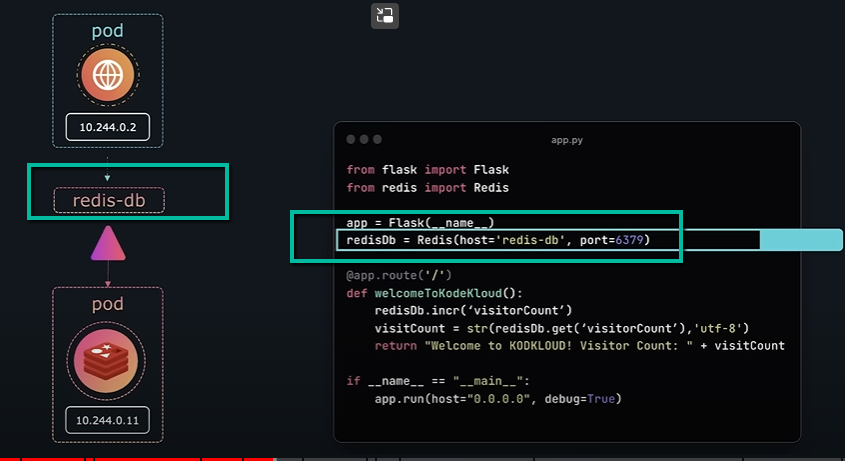 pod
10.244.0.2
redis-db
pod
10.244.0.11
app.py
from flask import Flask
from redis import Redis
app = Flask(__name__)
redisDb = Redis(host='redis-db', port=6379)
@app.route('/')
def welcomeToKodeKloud():
    redisDb.incr(‘visitorCount’)
    visitCount = str(redisDb.get(‘visitorCount’),'utf-8')
    return "Welcome to KODKLOUD! Visitor Count: " + visitCount
if __name__ == "__main__":
    app.run(host="0.0.0.0", debug=True)